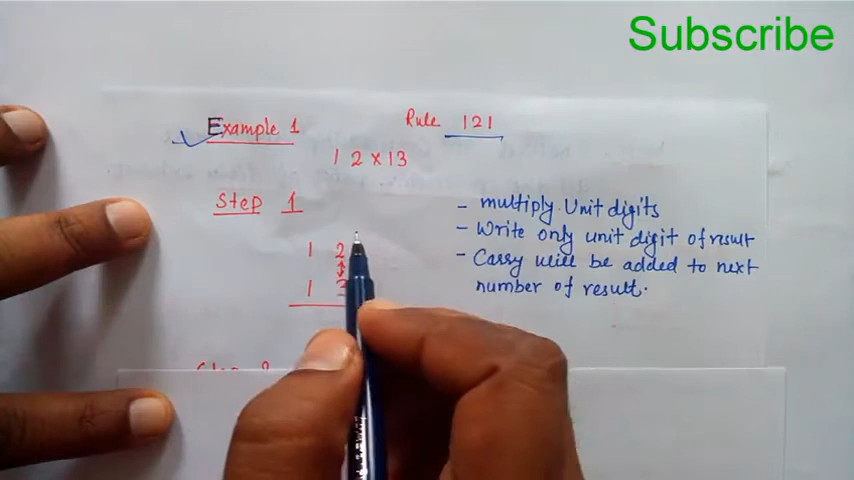 Subscribe
Example 1
Rule 121
12 x 13
Step 1
- multiply Unit digits
- Write only unit digit of result
- Carry will be added to next
number of result.
1 2
1 3